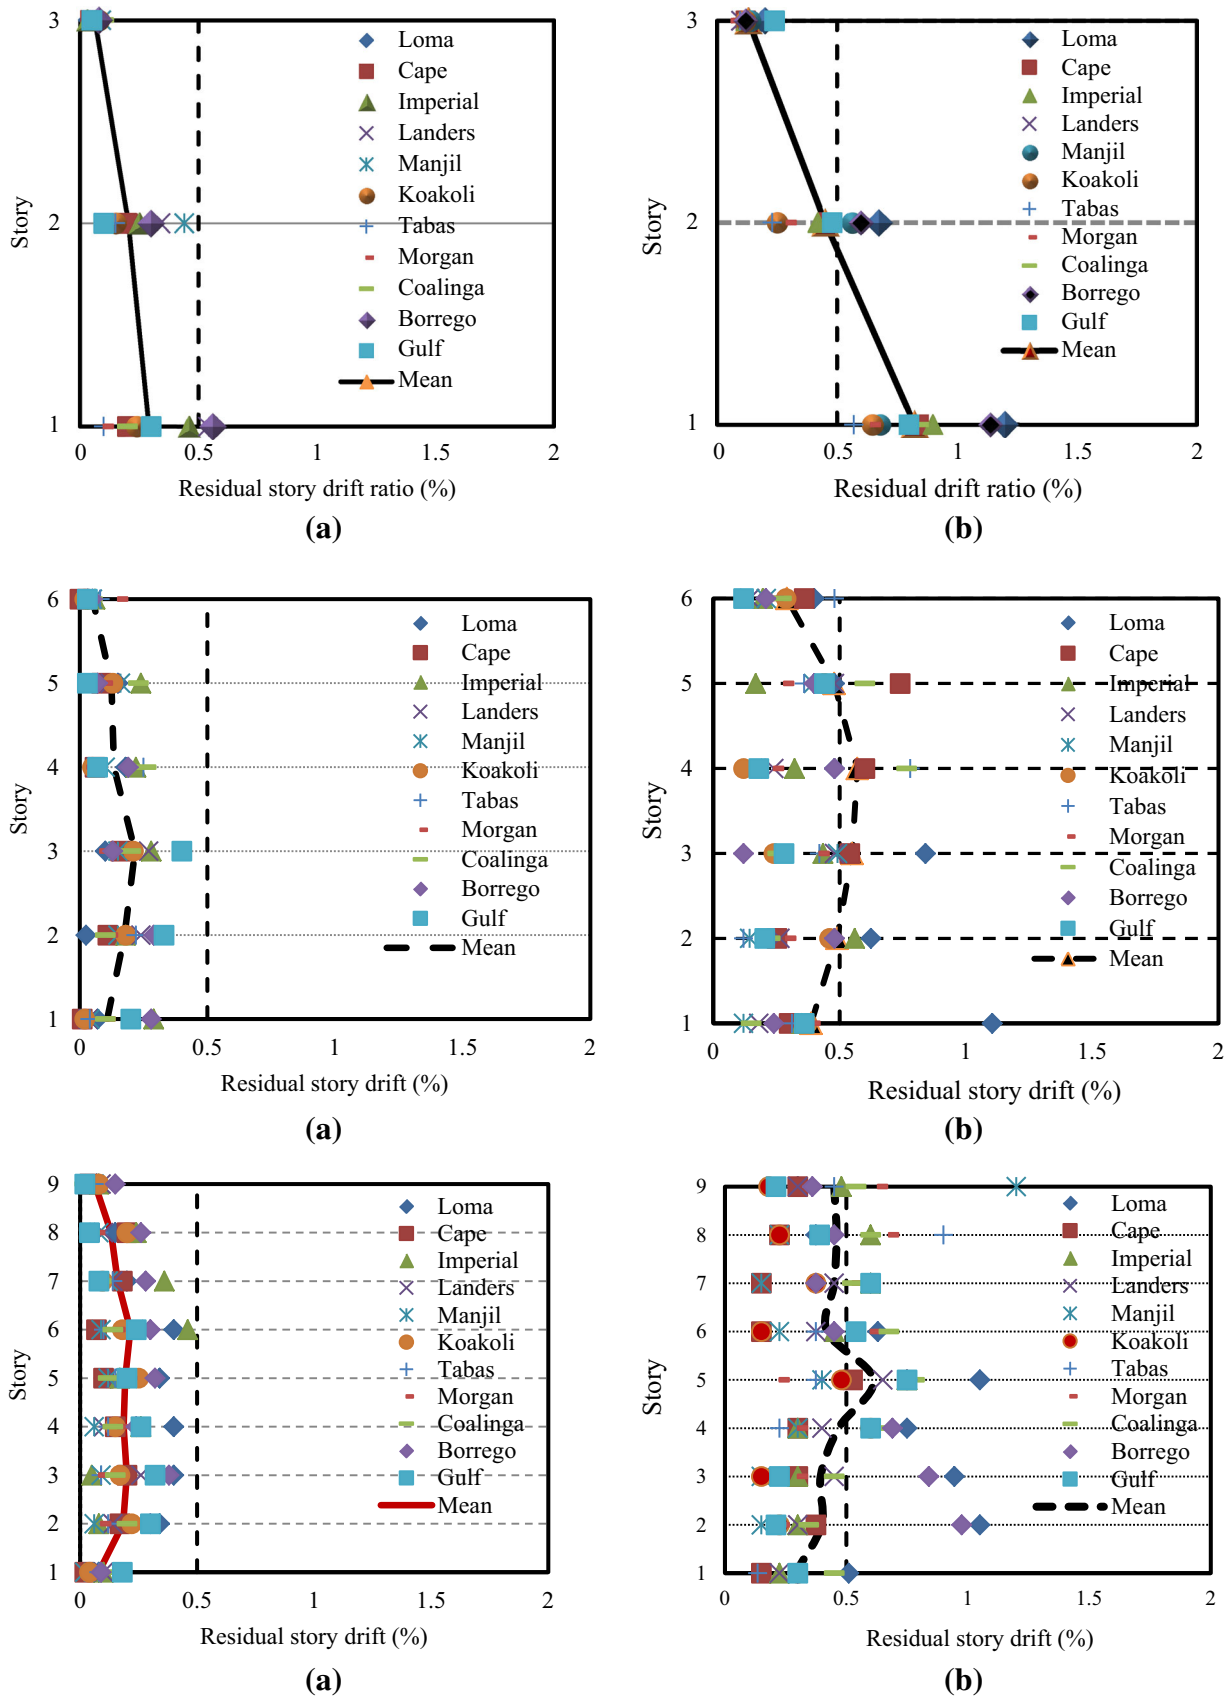 3
2
1
Story
0
0.5
1
1.5
2
Residual story drift ratio (%)
Loma
Cape
Imperial
Landers
Manjil
Koakoli
Tabas
Morgan
Coalinga
Borrego
Gulf
Mean
(a)
3
2
1
Story
0
0.5
1
1.5
2
Residual drift ratio (%)
Loma
Cape
Imperial
Landers
Manjil
Koakoli
Tabas
Morgan
Coalinga
Borrego
Gulf
Mean
(b)
6
5
4
3
2
1
Story
0
0.5
1
1.5
2
Residual story drift (%)
Loma
Cape
Imperial
Landers
Manjil
Koakoli
Tabas
Morgan
Coalinga
Borrego
Gulf
Mean
(a)
6
5
4
3
2
1
Story
0
0.5
1
1.5
2
Residual story drift (%)
Loma
Cape
Imperial
Landers
Manjil
Koakoli
Tabas
Morgan
Coalinga
Borrego
Gulf
Mean
(b)
9
8
7
6
5
4
3
2
1
Story
0
0.5
1
1.5
2
Residual story drift (%)
Loma
Cape
Imperial
Landers
Manjil
Koakoli
Tabas
Morgan
Coalinga
Borrego
Gulf
Mean
(a)
9
8
7
6
5
4
3
2
1
Story
0
0.5
1
1.5
2
Residual story drift (%)
Loma
Cape
Imperial
Landers
Manjil
Koakoli
Tabas
Morgan
Coalinga
Borrego
Gulf
Mean
(b)